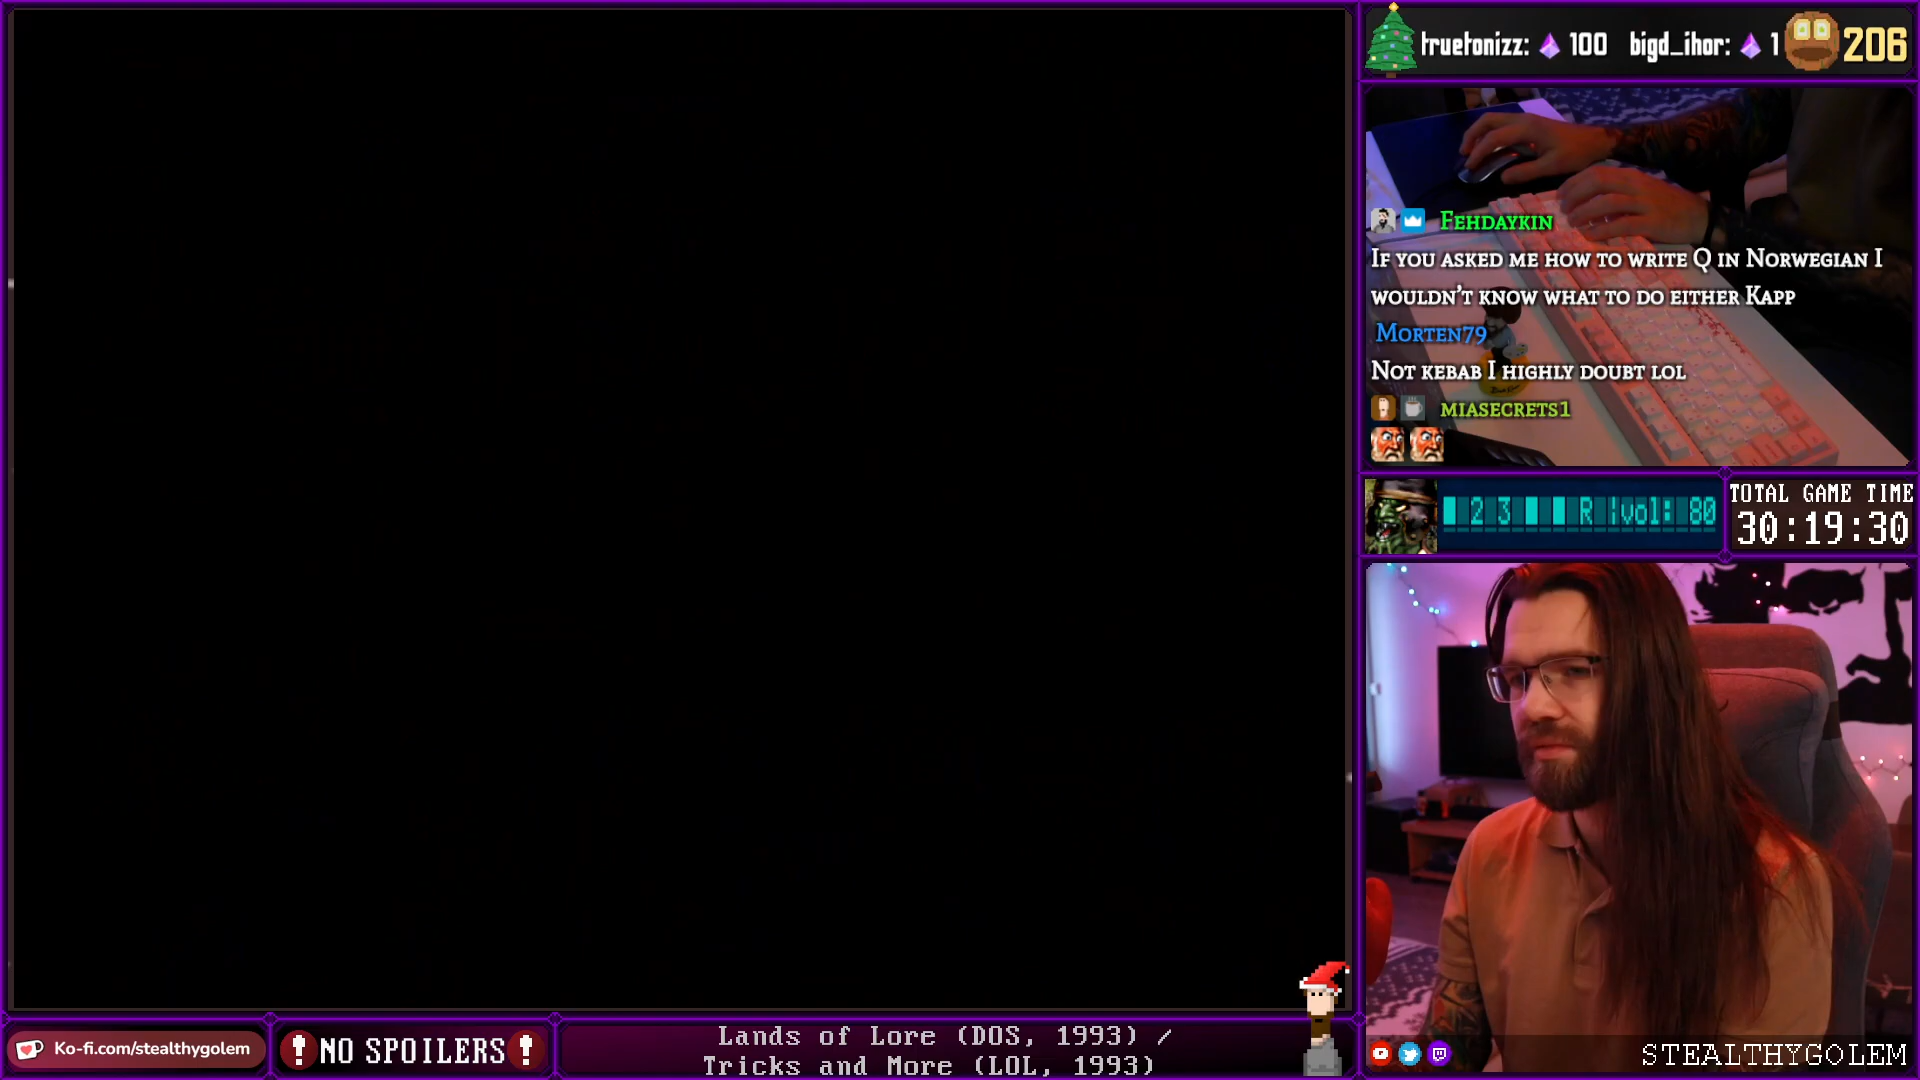 truetonizz: 100 bigd_ihor: 1
206
Fehdaykin
If you asked me how to write Q in Norwegian I
wouldn't know what to do either Kapp
Morten79
Not kebab I highly doubt lol
miasecrets1
2 3 R vol: 80
TOTAL GAME TIME
30:19:30
Ko-fi.com/stealthygolem
! NO SPOILERS !
Lands of Lore (DOS, 1993) /
Tricks and More (LOL, 1993)
STEALTHYGOLEM